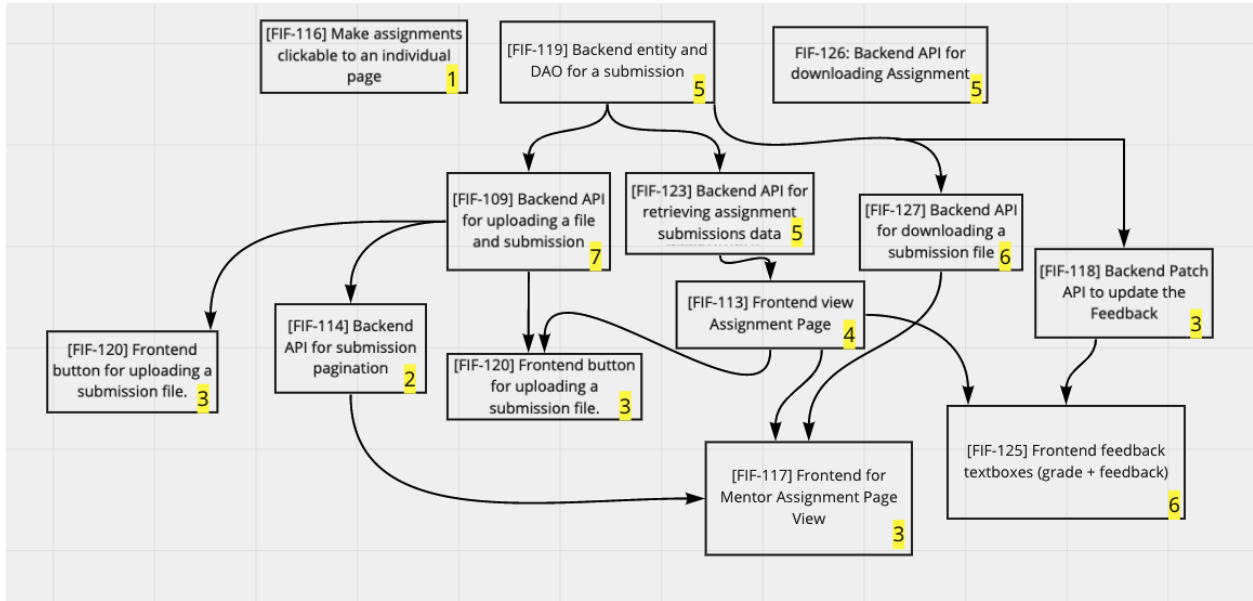 [FIF-116] Make assignments
clickable to an individual
page
1
[FIF-119] Backend entity and
DAO for a submission
5
FIF-126: Backend API for
downloading Assignment
5
[FIF-109] Backend API
for uploading a file
and submission
7
[FIF-123] Backend API for
retrieving assignment
submissions data
5
[FIF-127] Backend API
for downloading a
submission file
6
[FIF-118] Backend Patch
API to update the
Feedback
3
[FIF-120] Frontend
button for uploading a
submission file.
3
[FIF-114] Backend
API for submission
pagination
2
[FIF-120] Frontend button
for uploading a
submission file.
3
[FIF-113] Frontend view
Assignment Page
4
[FIF-117] Frontend for
Mentor Assignment Page
View
3
[FIF-125] Frontend feedback
textboxes (grade + feedback)
6